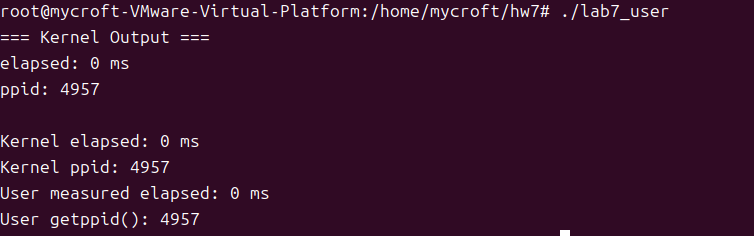 root@mycroft-VMware-Virtual-Platform:/home/mycroft/hw7# ./lab7_user
=== Kernel Output ===
elapsed: 0 ms
ppid: 4957
Kernel elapsed: 0 ms
Kernel ppid: 4957
User measured elapsed: 0 ms
User getppid(): 4957